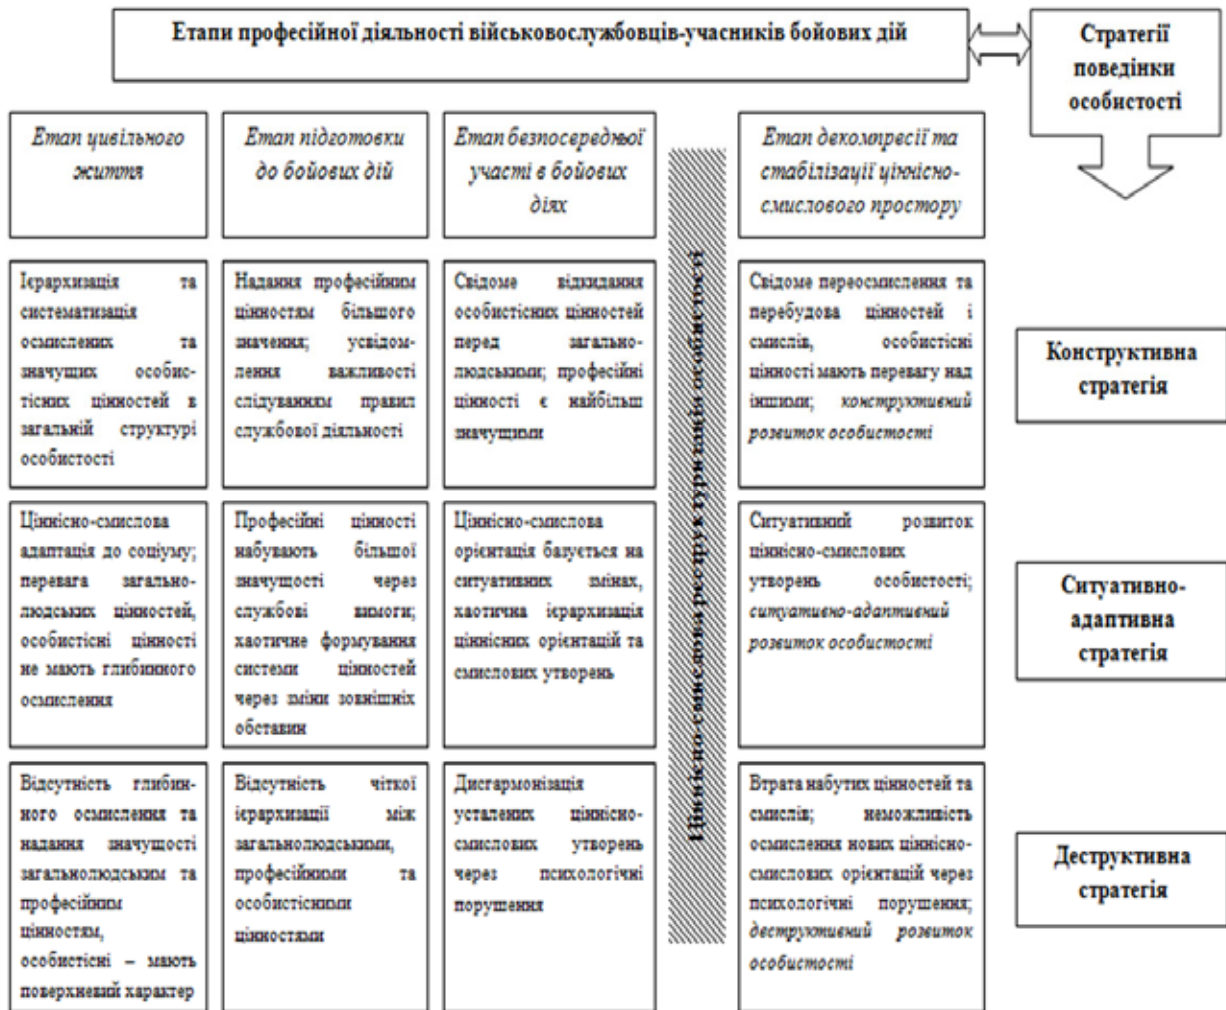 Етапи професійної діяльності військовослужбовців-учасників бойових дій
Стратегії
поведінки
особистості
Етап цивільного
життя
Етап підготовки
до бойових дій
Етап безпосередньої
участі в бойових
діях
Етап декомпресії та
стабілізації ціннісно-
смислового простору
Ієрархизація та
систематизація
осмислених та
значущих особис-
тісних цінностей в
загальній структурі
особистості
Надання професійним
цінностям більшого
значення; усвідом-
лення важливості
слідуванням правил
службової діяльності
Свідоме відкидання
особистісних цінностей
перед загально-
людськими; професійні
цінності є найбільш
значущими
Ціннісно-смислова реструктуризація особистості
Свідоме переосмислення та
перебудова цінностей і
смислів, особистісні
цінності мають перевагу над
іншими; конструктивний
розвиток особистості
Конструктивна
стратегія
Ціннісно-смислова
адаптація до соціуму;
перевага загально-
людських цінностей,
особистісні цінності
не мають глибинного
осмислення
Професійні цінності
набувають більшої
значущості через
службові вимоги;
хаотичне формування
системи цінностей
через зміни зовнішніх
обставин
Ціннісно-смислова
орієнтація базується на
ситуативних змінах,
хаотична ієрархизація
ціннісних орієнтацій та
смислових утворень
Ситуативний розвиток
ціннісно-смислових
утворень особистості;
ситуативно-адаптивний
розвиток особистості
Ситуативно-
адаптивна
стратегія
Відсутність глибин-
ного осмислення та
надання значущості
загальнолюдським та
професійним
цінностям,
особистісні – мають
поверхневий характер
Відсутність чіткої
ієрархизації між
загальнолюдськими,
професійними та
особистісними
цінностями
Дисгармонізація
усталених ціннісно-
смислових утворень
через психологічні
порушення
Втрата набутих цінностей та
смислів; неможливість
осмислення нових ціннісно-
смислових орієнтацій через
психологічні порушення;
деструктивний розвиток
особистості
Деструктивна
стратегія